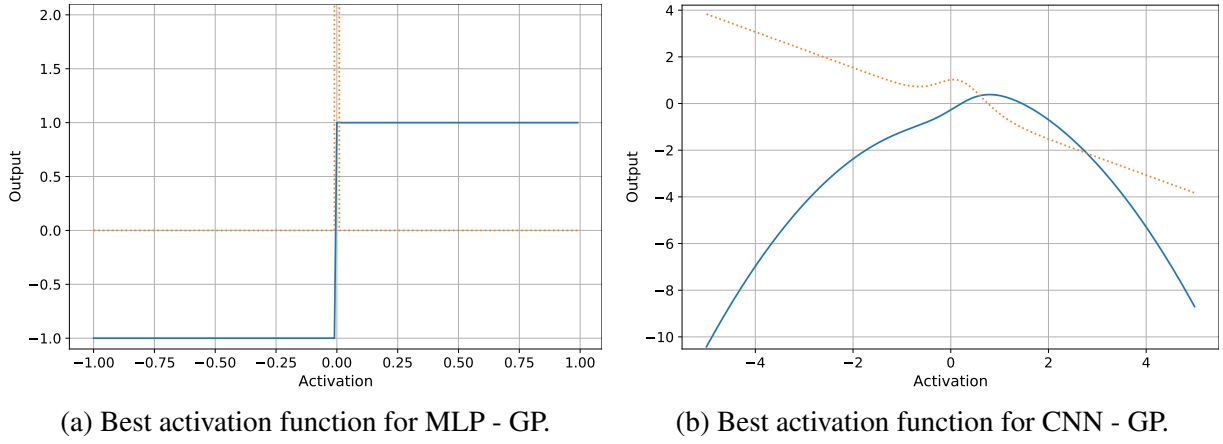 2.0
1.5
1.0
0.5
0.0
−0.5
−1.0
Output
−1.00 −0.75 −0.50 −0.25 0.00 0.25 0.50 0.75 1.00
Activation
(a) Best activation function for MLP - GP.
4
2
0
−2
−4
−6
−8
−10
Output
−4 −2 0 2 4
Activation
(b) Best activation function for CNN - GP.